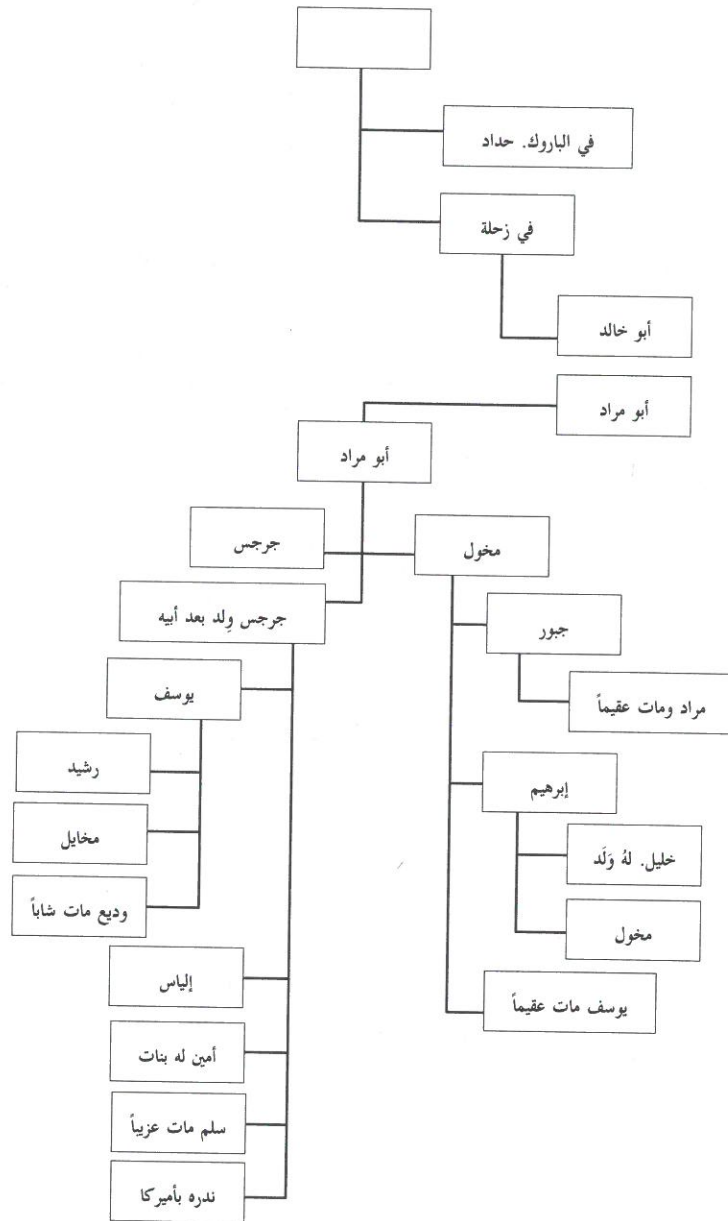 في الباروك. حداد
في زحلة
أبو خالد
أبو مراد
أبو مراد
مخول
جرجس
جرجس وِلد بعد أبيه
جبور
مراد ومات عقيماً
إبرهيم
خليل. لهُ وَلَد
مخول
يوسف مات عقيماً
يوسف
رشيد
مخايل
وديع مات شاباً
إلياس
أمين له بنات
سلم مات عزيباً
ندره بأميركا